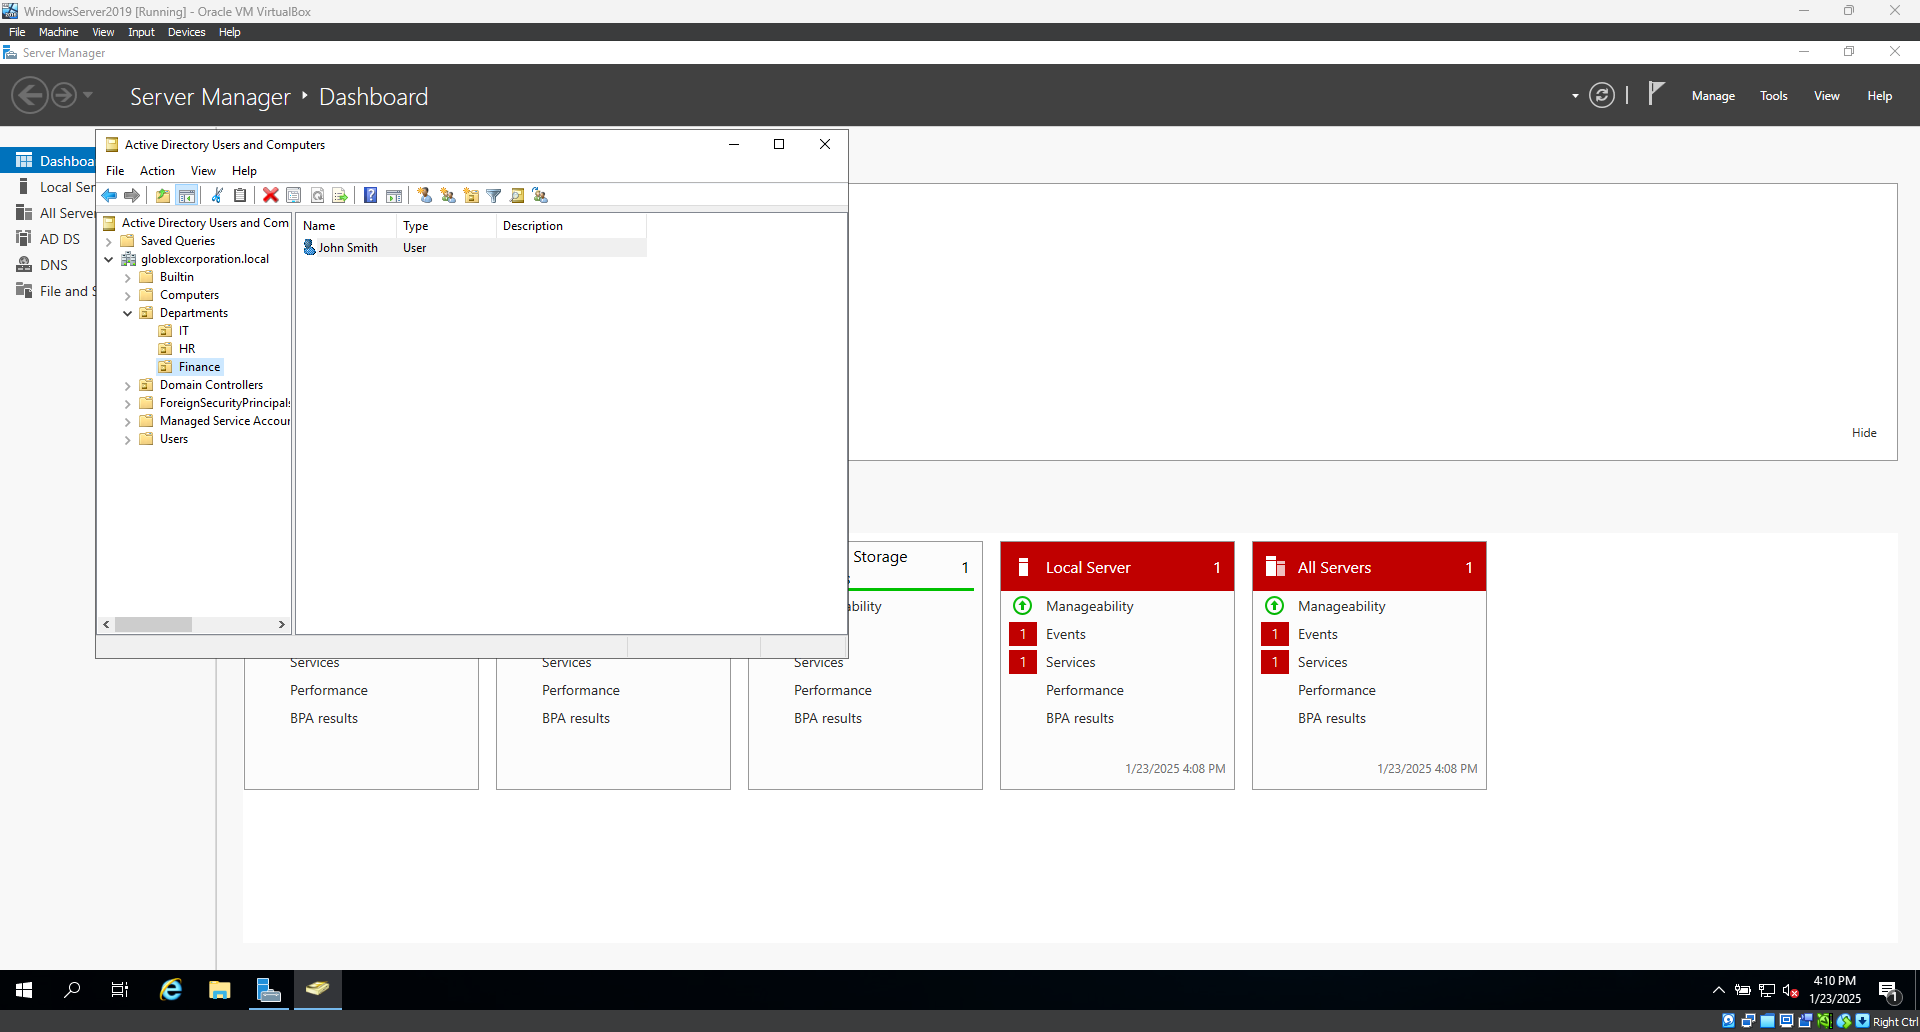 WindowsServer2019 [Running] - Oracle VM VirtualBox
File Machine View Input Devices Help
Server Manager
Server Manager Dashboard
Manage Tools View Help
Dashboa
Local Ser
All Server
AD DS
DNS
File and S
Active Directory Users and Computers
File Action View Help
Active Directory Users and Com
Saved Queries
globlexcorporation.local
Builtin
Computers
Departments
IT
HR
Finance
Domain Controllers
ForeignSecurityPrincipals
Managed Service Accour
Users
Name Type Description
John Smith User
Hide
Services
Performance
BPA results
Services
Performance
BPA results
Storage 1
ability
Services
Performance
BPA results
Local Server 1
Manageability
1 Events
1 Services
Performance
BPA results
1/23/2025 4:08 PM
All Servers 1
Manageability
1 Events
1 Services
Performance
BPA results
1/23/2025 4:08 PM
4:10 PM
1/23/2025
1
Right Ctrl